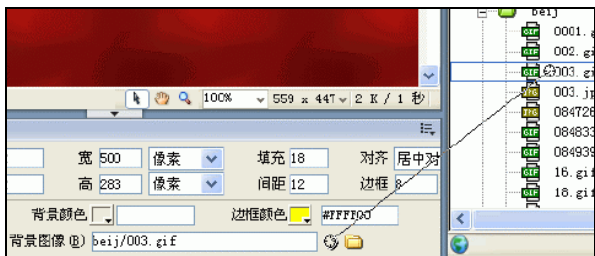 beij
0001.g
002.gi
003.gi
003.jp
084726
084833
084939
16.gif
18.gif
100%
559 x 447
2 K / 1 秒
宽 500 像素
填充 18
对齐 居中对
高 283 像素
间距 12
边框 8
背景颜色
边框颜色 #FFFF00
背景图像(R) beij/003.gif